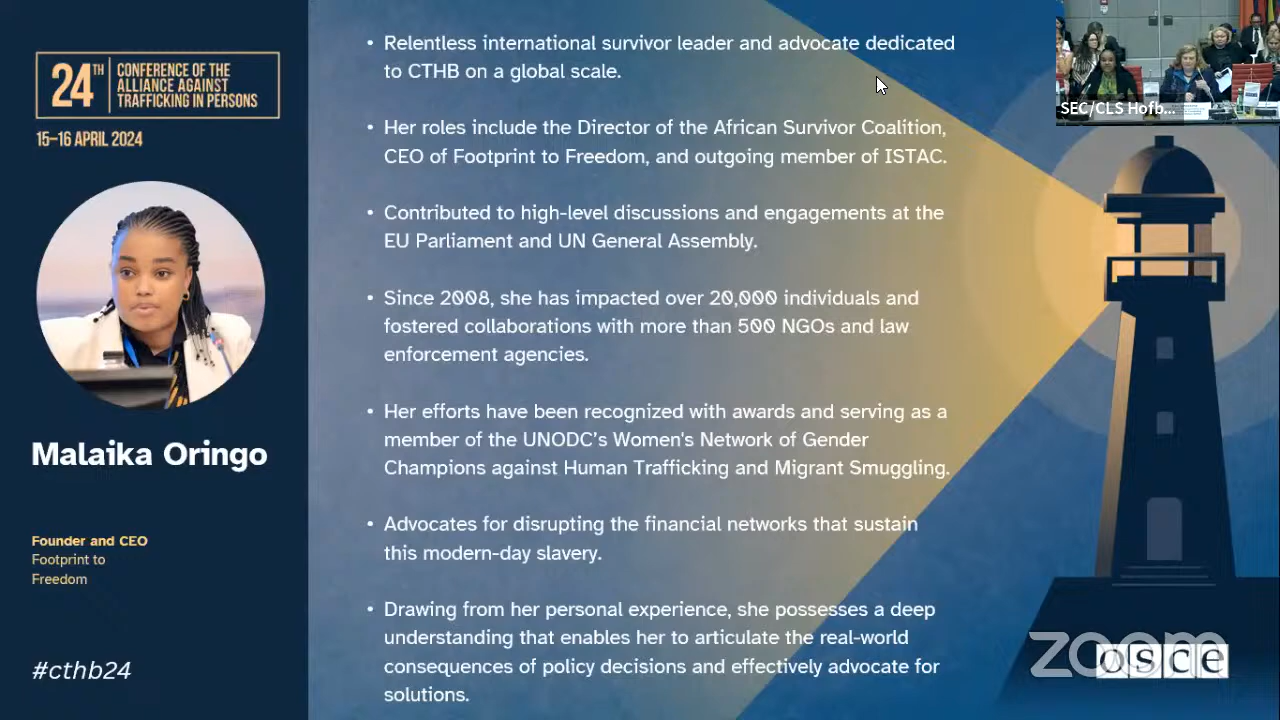 24TH
CONFERENCE OF THE
ALLIANCE AGAINST
TRAFFICKING IN PERSONS
15–16 APRIL 2024
Malaika Oringo
Founder and CEO
Footprint to
Freedom
#cthb24
• Relentless international survivor leader and advocate dedicated
to CTHB on a global scale.
• Her roles include the Director of the African Survivor Coalition,
CEO of Footprint to Freedom, and outgoing member of ISTAC.
• Contributed to high-level discussions and engagements at the
EU Parliament and UN General Assembly.
• Since 2008, she has impacted over 20,000 individuals and
fostered collaborations with more than 500 NGOs and law
enforcement agencies.
• Her efforts have been recognized with awards and serving as a
member of the UNODC’s Women's Network of Gender
Champions against Human Trafficking and Migrant Smuggling.
• Advocates for disrupting the financial networks that sustain
this modern-day slavery.
• Drawing from her personal experience, she possesses a deep
understanding that enables her to articulate the real-world
consequences of policy decisions and effectively advocate for
solutions.
SEC/CLS Hofb...
zoom
osce